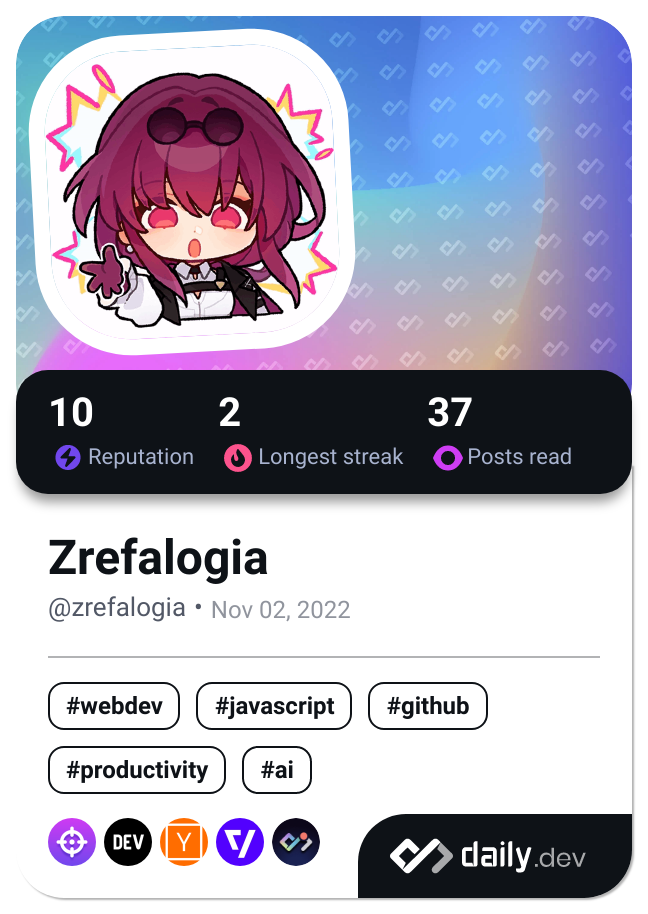 10 2 37
Reputation Longest streak Posts read
Zrefalogia
@zrefalogia • Nov 02, 2022
#webdev #javascript #github
#productivity #ai
DEV Y
daily.dev